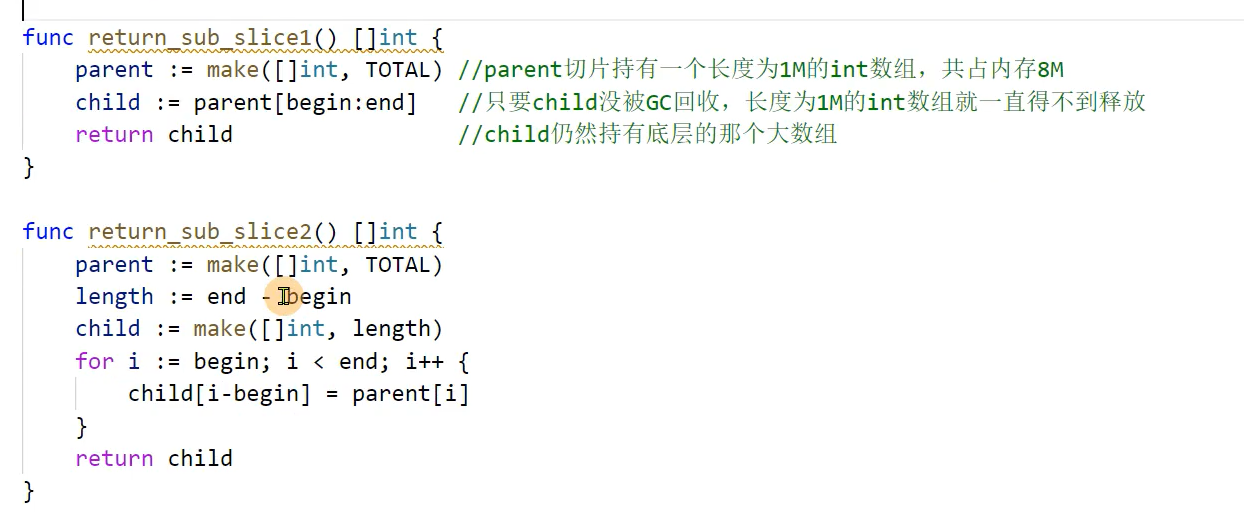 func return_sub_slice1() []int {
    parent := make([]int, TOTAL) //parent切片持有一个长度为1M的int数组，共占内存8M
    child := parent[begin:end]   //只要child没被GC回收，长度为1M的int数组就一直得不到释放
    return child                 //child仍然持有底层的那个大数组
}
func return_sub_slice2() []int {
    parent := make([]int, TOTAL)
    length := end - begin
    child := make([]int, length)
    for i := begin; i < end; i++ {
        child[i-begin] = parent[i]
    }
    return child
}